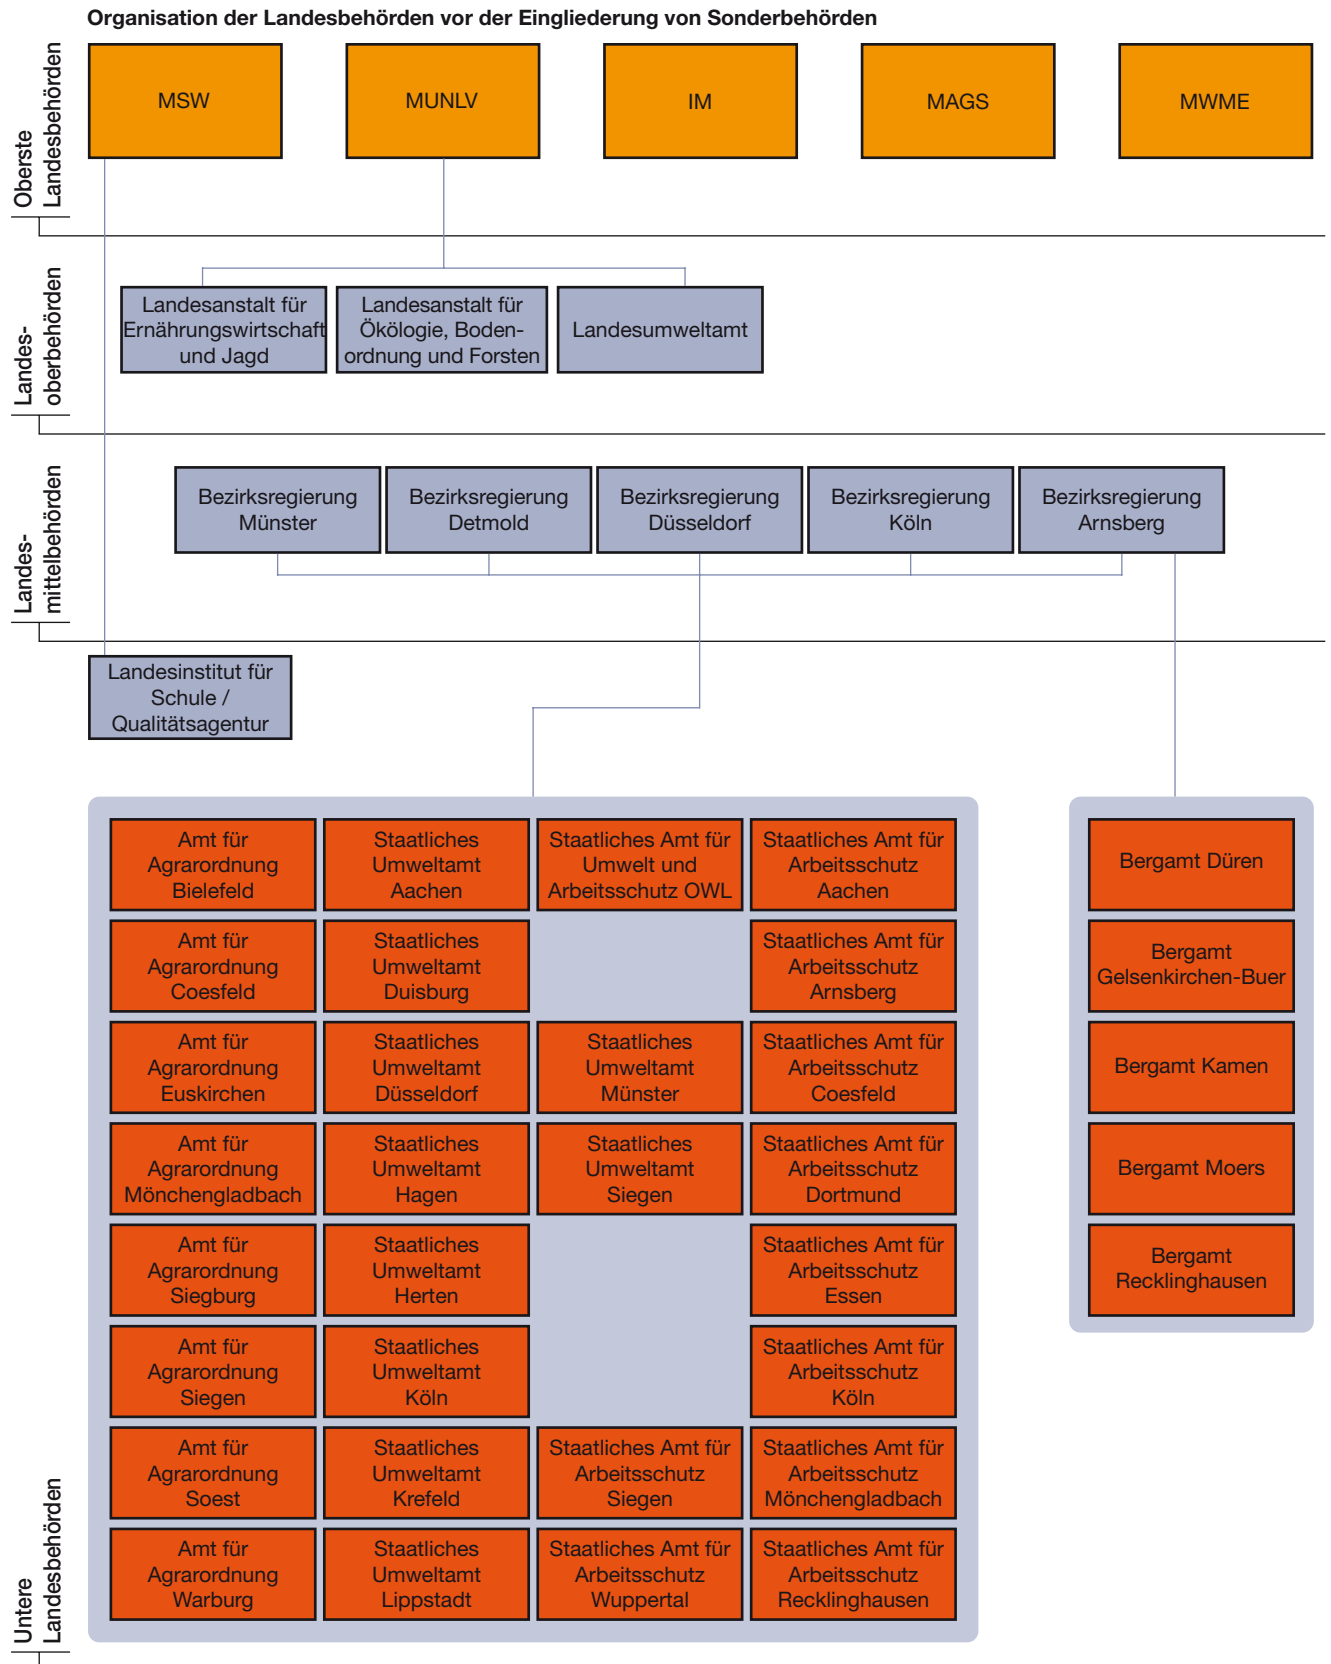 Organisation der Landesbehörden vor der Eingliederung von Sonderbehörden
Oberste
Landesbehörden
MSW
MUNLV
IM
MAGS
MWME
Landes-
oberbehörden
Landesanstalt für
Ernährungswirtschaft
und Jagd
Landesanstalt für
Ökölogie, Boden-
ordnung und Forsten
Landesumweltamt
Landes-
mittelbehörden
Bezirksregierung
Münster
Bezirksregierung
Detmold
Bezirksregierung
Düsseldorf
Bezirksregierung
Köln
Bezirksregierung
Arnsberg
Landesinstitut für
Schule /
Qualitätsagentur
Untere
Landesbehörden
Amt für
Agrarordnung
Bielefeld
Staatliches
Umweltamt
Aachen
Staatliches Amt für
Umwelt und
Arbeitsschutz OWL
Staatliches Amt für
Arbeitsschutz
Aachen
Amt für
Agrarordnung
Coesfeld
Staatliches
Umweltamt
Duisburg
Staatliches Amt für
Arbeitsschutz
Arnsberg
Amt für
Agrarordnung
Euskirchen
Staatliches
Umweltamt
Düsseldorf
Staatliches
Umweltamt
Münster
Staatliches Amt für
Arbeitsschutz
Coesfeld
Amt für
Agrarordnung
Mönchengladbach
Staatliches
Umweltamt
Hagen
Staatliches
Umweltamt
Siegen
Staatliches Amt für
Arbeitsschutz
Dortmund
Amt für
Agrarordnung
Siegburg
Staatliches
Umweltamt
Herten
Staatliches Amt für
Arbeitsschutz
Essen
Amt für
Agrarordnung
Siegen
Staatliches
Umweltamt
Köln
Staatliches Amt für
Arbeitsschutz
Köln
Amt für
Agrarordnung
Soest
Staatliches
Umweltamt
Krefeld
Staatliches Amt für
Arbeitsschutz
Siegen
Staatliches Amt für
Arbeitsschutz
Mönchengladbach
Amt für
Agrarordnung
Warburg
Staatliches
Umweltamt
Lippstadt
Staatliches Amt für
Arbeitsschutz
Wuppertal
Staatliches Amt für
Arbeitsschutz
Recklinghausen
Bergamt Düren
Bergamt
Gelsenkirchen-Buer
Bergamt Kamen
Bergamt Moers
Bergamt
Recklinghausen